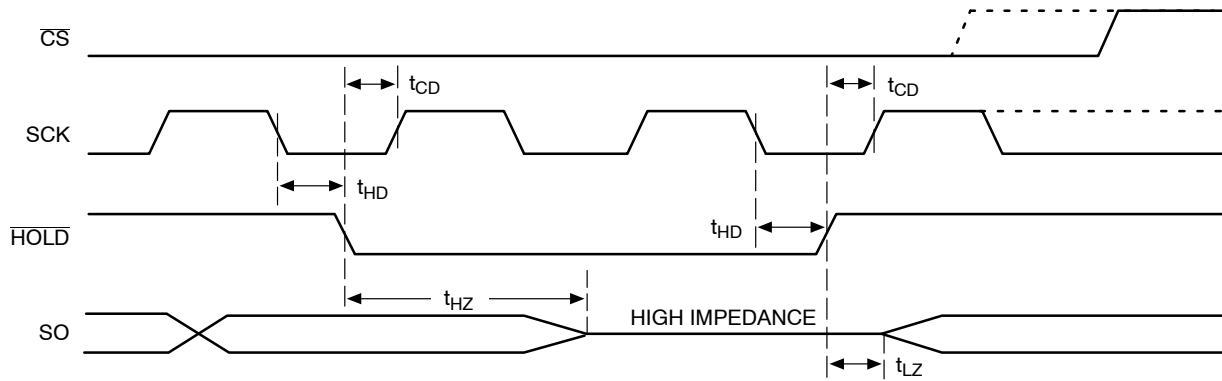 CS
tCD
tCD
SCK
tHD
HOLD
tHD
tHZ
HIGH IMPEDANCE
SO
tLZ